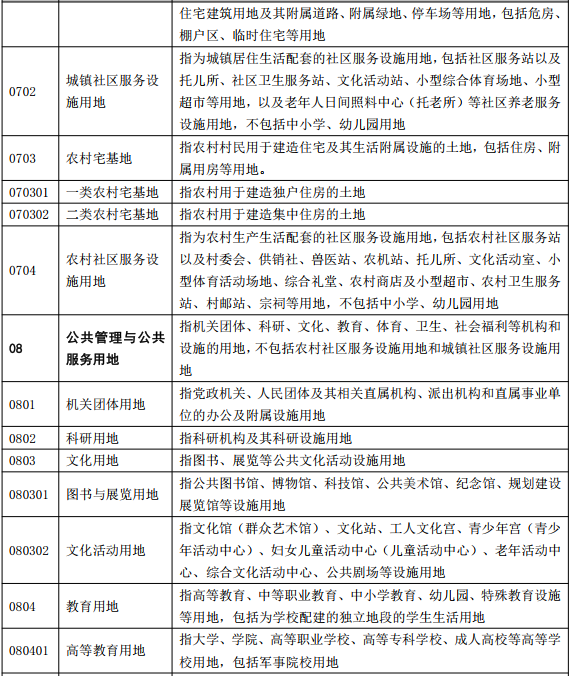 住宅建筑用地及其附属道路、附属绿地、停车场等用地，包括危房、
棚户区、临时住宅等用地
0702
城镇社区服务设
施用地
指为城镇居住生活配套的社区服务设施用地，包括社区服务站以及
托儿所、社区卫生服务站、文化活动站、小型综合体育场地、小型
超市等用地，以及老年人日间照料中心（托老所）等社区养老服务
设施用地，不包括中小学、幼儿园用地
0703
农村宅基地
指农村村民用于建造住宅及其生活附属设施的土地，包括住房、附
属用房等用地。
070301
一类农村宅基地
指农村用于建造独户住房的土地
070302
二类农村宅基地
指农村用于建造集中住房的土地
0704
农村社区服务设
施用地
指为农村生产生活配套的社区服务设施用地，包括农村社区服务站
以及村委会、供销社、兽医站、农机站、托儿所、文化活动室、小
型体育活动场地、综合礼堂、农村商店及小型超市、农村卫生服务
站、村邮站、宗祠等用地，不包括中小学、幼儿园用地
08
公共管理与公共
服务用地
指机关团体、科研、文化、教育、体育、卫生、社会福利等机构和
设施的用地，不包括农村社区服务设施用地和城镇社区服务设施用
地
0801
机关团体用地
指党政机关、人民团体及其相关直属机构、派出机构和直属事业单
位的办公及附属设施用地
0802
科研用地
指科研机构及其科研设施用地
0803
文化用地
指图书、展览等公共文化活动设施用地
080301
图书与展览用地
指公共图书馆、博物馆、科技馆、公共美术馆、纪念馆、规划建设
展览馆等设施用地
080302
文化活动用地
指文化馆（群众艺术馆）、文化站、工人文化宫、青少年宫（青少
年活动中心）、妇女儿童活动中心（儿童活动中心）、老年活动中
心、综合文化活动中心、公共剧场等设施用地
0804
教育用地
指高等教育、中等职业教育、中小学教育、幼儿园、特殊教育设施
等用地，包括为学校配建的独立地段的学生生活用地
080401
高等教育用地
指大学、学院、高等职业学校、高等专科学校、成人高校等高等学
校用地，包括军事院校用地